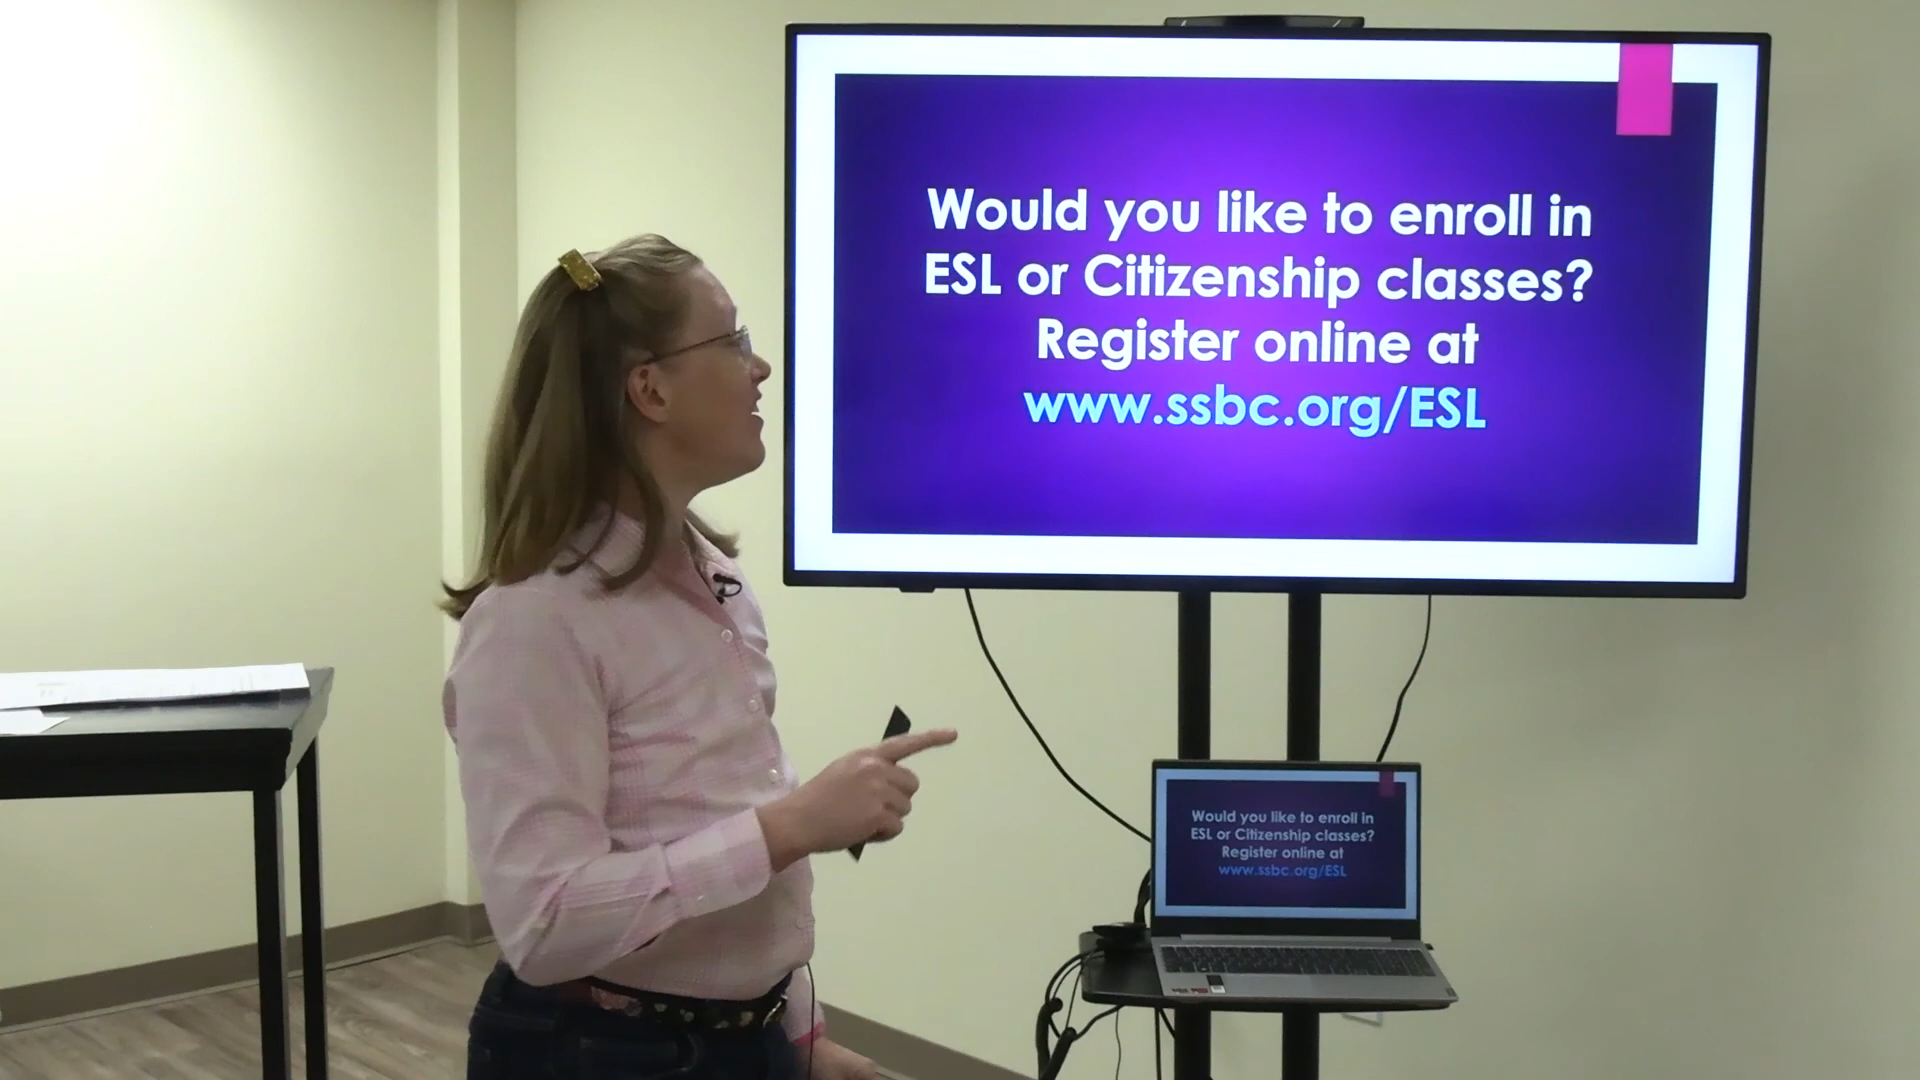 Would you like to enroll in
ESL or Citizenship classes?
Register online at
www.ssbc.org/ESL
Would you like to enroll in
ESL or Citizenship classes?
Register online at
www.ssbc.org/ESL